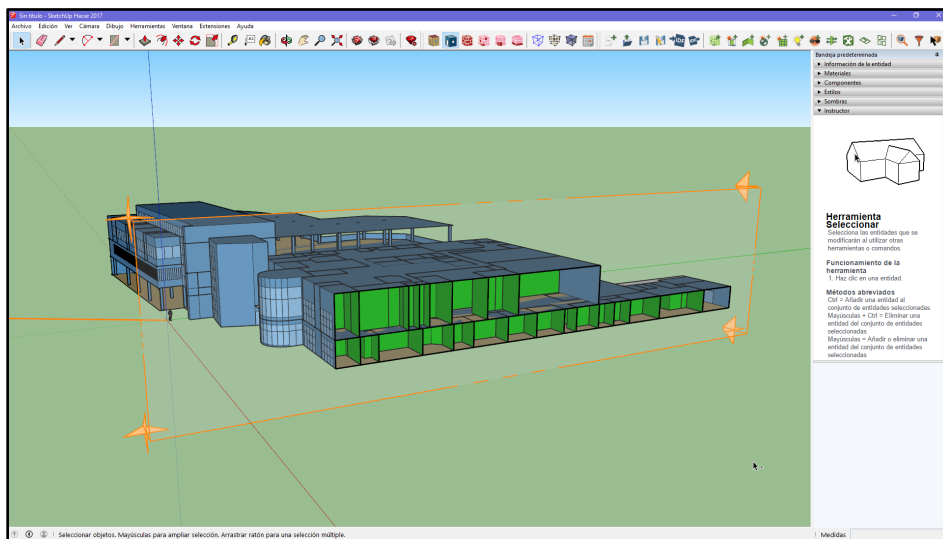 Sin título - SketchUp Hacer 2017
Archivo Edición Ver Cámara Dibujo Herramientas Ventana Extensiones Ayuda
Bandeja predeterminada
Información de la entidad
Materiales
Componentes
Estilos
Sombras
Instructor
Herramienta
Seleccionar
Selecciona las entidades que se
modificarán al utilizar otras
herramientas o comandos.
Funcionamiento de la
herramienta
1. Haz clic en una entidad.
Métodos abreviados
Ctrl = Añadir una entidad al
conjunto de entidades seleccionadas
Mayúsculas + Ctrl = Eliminar una
entidad del conjunto de entidades
seleccionadas
Mayúsculas = Añadir o eliminar una
entidad del conjunto de entidades
seleccionadas
Seleccionar objetos. Mayúsculas para ampliar selección. Arrastrar ratón para una selección múltiple.
Medidas